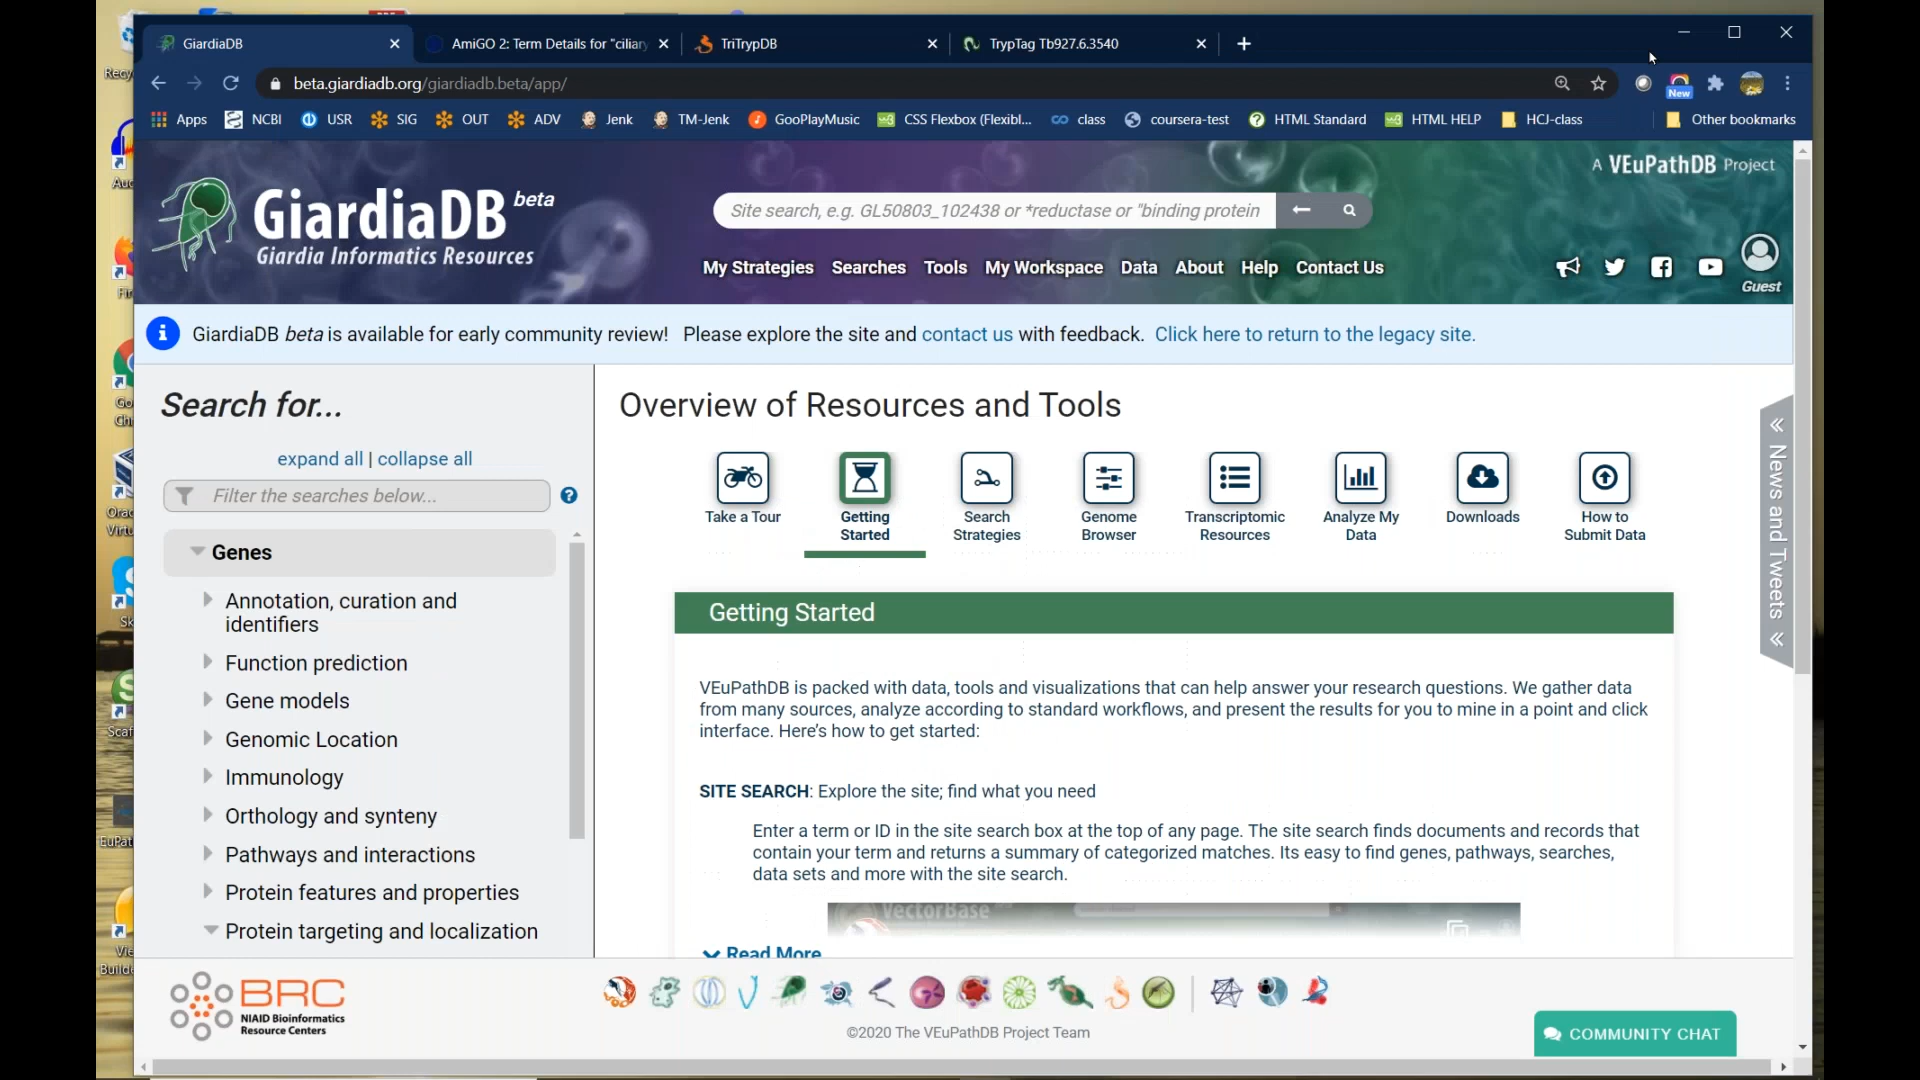 GiardiaDB
AmiGO 2: Term Details for "ciliary
TriTrypDB
TrypTag Tb927.6.3540
beta.giardiadb.org/giardiadb.beta/app/
New
Apps NCBI USR SIG OUT ADV Jenk TM-Jenk GooPlayMusic CSS Flexbox (Flexibl... class coursera-test HTML Standard HTML HELP HCJ-class Other bookmarks
A VEuPathDB Project
GiardiaDB beta
Giardia Informatics Resources
Site search, e.g. GL50803_102438 or *reductase or "binding protein
My Strategies Searches Tools My Workspace Data About Help Contact Us
Guest
GiardiaDB beta is available for early community review! Please explore the site and contact us with feedback. Click here to return to the legacy site.
Search for...
expand all | collapse all
Filter the searches below...
Genes
Annotation, curation and
identifiers
Function prediction
Gene models
Genomic Location
Immunology
Orthology and synteny
Pathways and interactions
Protein features and properties
Protein targeting and localization
Overview of Resources and Tools
Take a Tour
Getting
Started
Search
Strategies
Genome
Browser
Transcriptomic
Resources
Analyze My
Data
Downloads
How to
Submit Data
News and Tweets
Getting Started
VEuPathDB is packed with data, tools and visualizations that can help answer your research questions. We gather data
from many sources, analyze according to standard workflows, and present the results for you to mine in a point and click
interface. Here's how to get started:
SITE SEARCH: Explore the site; find what you need
Enter a term or ID in the site search box at the top of any page. The site search finds documents and records that
contain your term and returns a summary of categorized matches. Its easy to find genes, pathways, searches,
data sets and more with the site search.
VectorBase
Read More
BRC
NIAID Bioinformatics
Resource Centers
©2020 The VEuPathDB Project Team
COMMUNITY CHAT